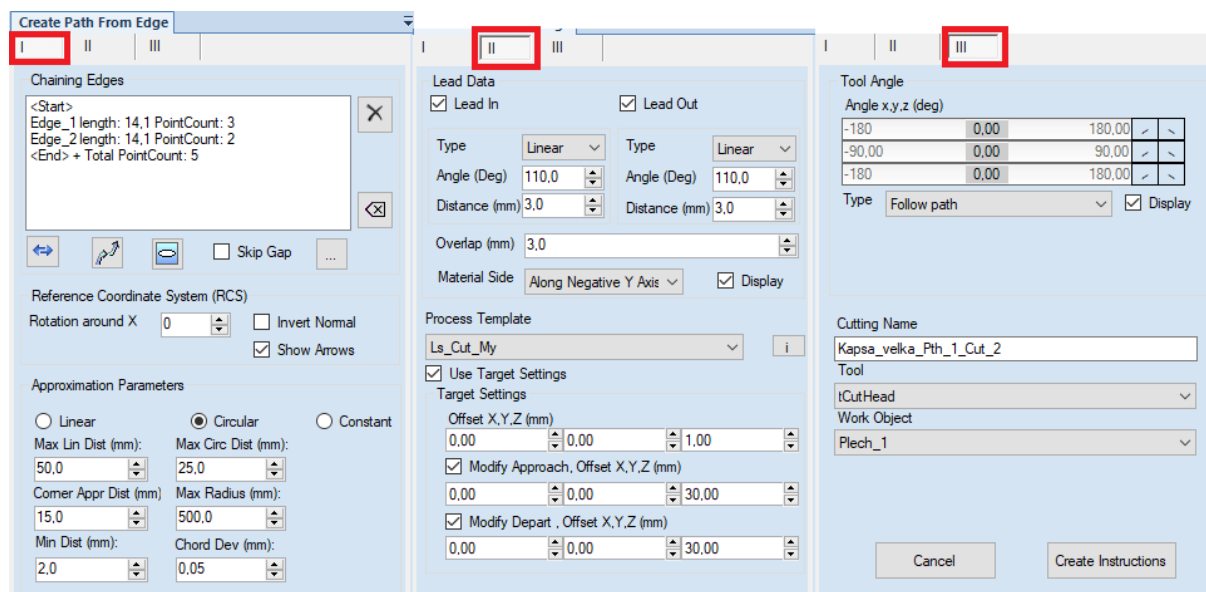 Create Path From Edge
I II III
Chaining Edges
<Start>
Edge_1 length: 14,1 PointCount: 3
Edge_2 length: 14,1 PointCount: 2
<End> + Total PointCount: 5
Skip Gap ...
Reference Coordinate System (RCS)
Rotation around X 0 Invert Normal
Show Arrows
Approximation Parameters
Linear Circular Constant
Max Lin Dist (mm): Max Circ Dist (mm):
50,0 25,0
Corner Appr Dist (mm) Max Radius (mm):
15,0 500,0
Min Dist (mm): Chord Dev (mm):
2,0 0,05
I II III
Lead Data
Lead In Lead Out
Type Linear Type Linear
Angle (Deg) 110,0 Angle (Deg) 110,0
Distance (mm) 3,0 Distance (mm) 3,0
Overlap (mm) 3,0
Material Side Along Negative Y Axis Display
Process Template
Ls_Cut_My i
Use Target Settings
Target Settings
Offset X,Y,Z (mm)
0,00 0,00 1,00
Modify Approach, Offset X,Y,Z (mm)
0,00 0,00 30,00
Modify Depart , Offset X,Y,Z (mm)
0,00 0,00 30,00
I II III
Tool Angle
Angle x,y,z (deg)
-180 0,00 180,00
-90,00 0,00 90,00
-180 0,00 180,00
Type Follow path Display
Cutting Name
Kapsa_velka_Pth_1_Cut_2
Tool
tCutHead
Work Object
Plech_1
Cancel Create Instructions